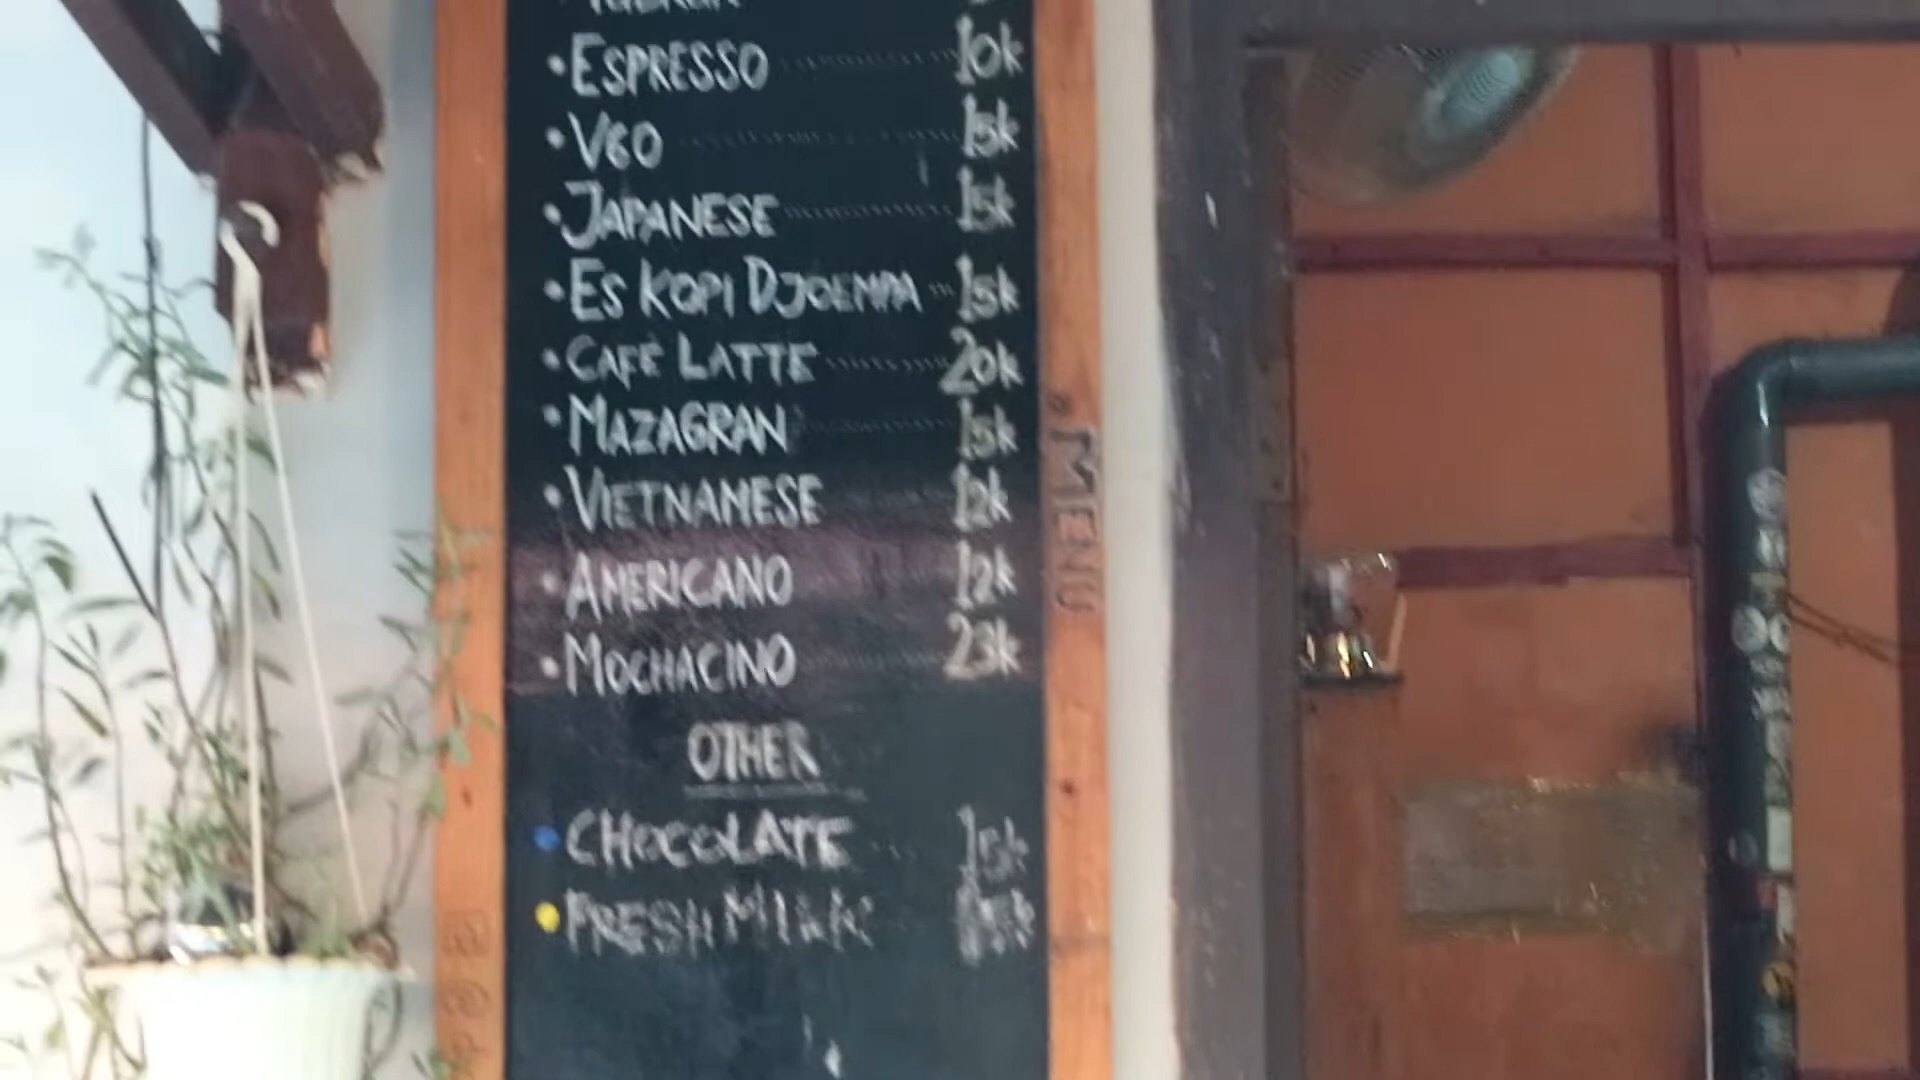 • ESPRESSO 10k
• V60 15k
• JAPANESE 15k
• ES KOPI DJOEMPA 15k
• CAFÉ LATTE 20k
• MAZAGRAN 15k
• VIETNAMESE 12k
• AMERICANO 12k
• MOCHACINO 23k
OTHER
• CHOCOLATE 15k
• FRESH MILK
MENU